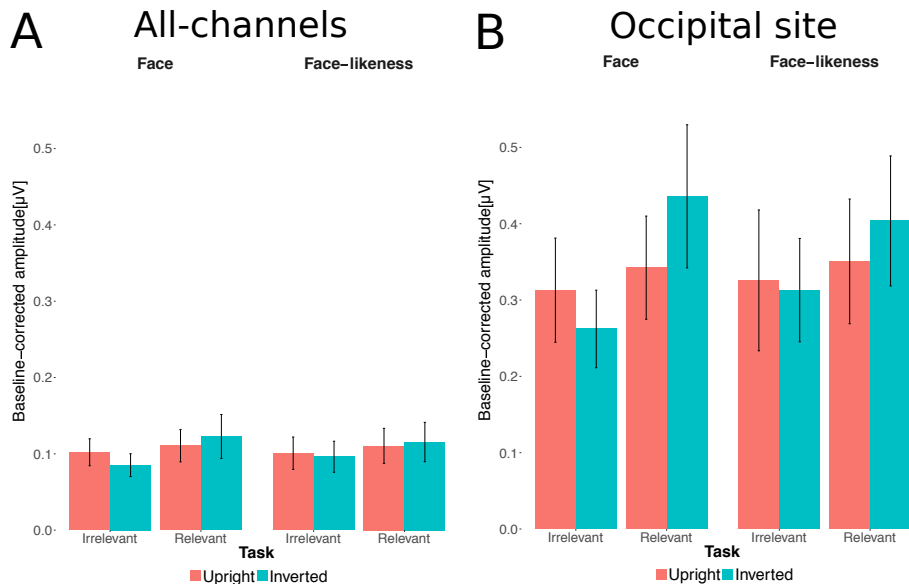 A All-channels
Face Face-likeness
Baseline-corrected amplitude[µV]
0.5
0.4
0.3
0.2
0.1
0.0
Irrelevant Relevant Irrelevant Relevant
Task
Upright Inverted
B Occipital site
Face Face-likeness
Baseline-corrected amplitude[µV]
0.5
0.4
0.3
0.2
0.1
0.0
Irrelevant Relevant Irrelevant Relevant
Task
Upright Inverted